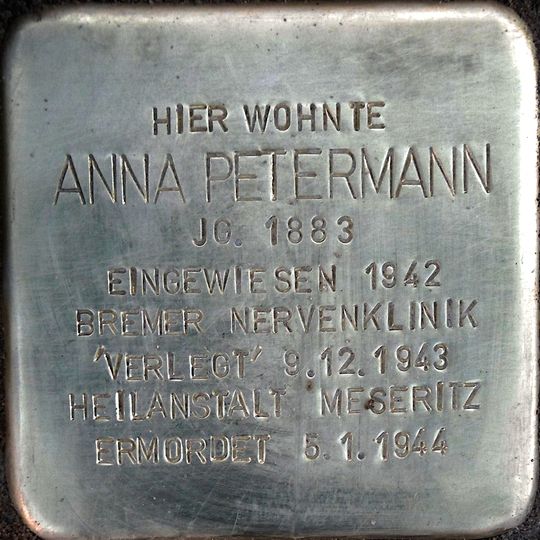 HIER WOHNTE
ANNA PETERMANN
JG. 1883
EINGEWIESEN 1942
BREMER NERVENKLINIK
'VERLEGT' 9.12.1943
HEILANSTALT MESERITZ
ERMORDET 5.1.1944